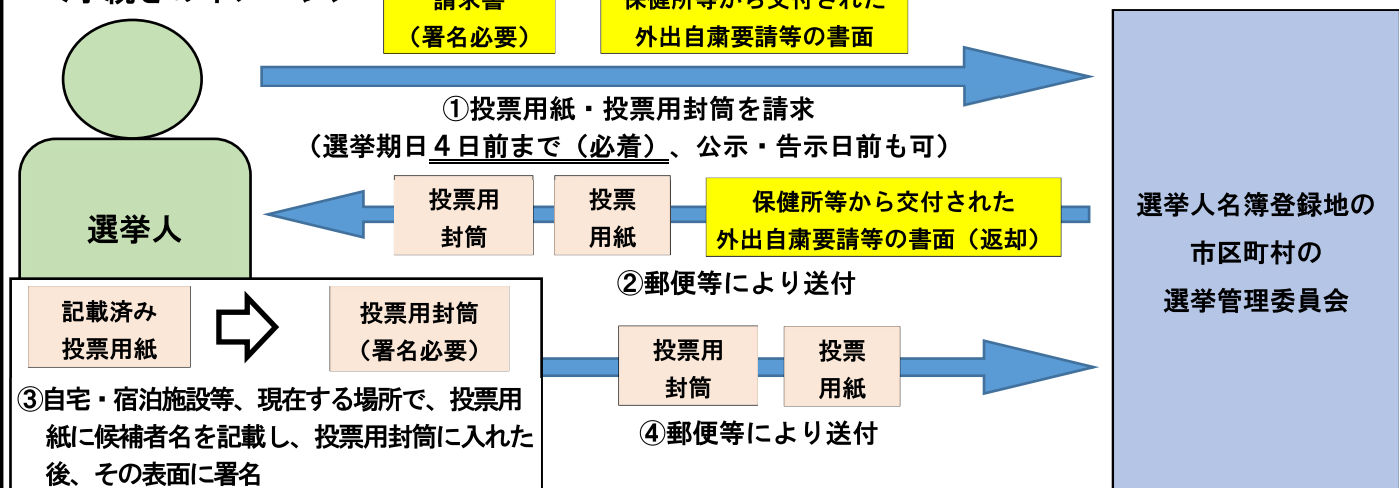 請求書
（署名必要）
保健所等から交付された
外出自粛要請等の書面
①投票用紙・投票用封筒を請求
（選挙期日４日前まで（必着）、公示・告示日前も可）
選挙人
投票用
封筒
投票
用紙
保健所等から交付された
外出自粛要請等の書面（返却）
②郵便等により送付
選挙人名簿登録地の
市区町村の
選挙管理委員会
記載済み
投票用紙
投票用封筒
（署名必要）
③自宅・宿泊施設等、現在する場所で、投票用
紙に候補者名を記載し、投票用封筒に入れた
後、その表面に署名
投票用
封筒
投票
用紙
④郵便等により送付